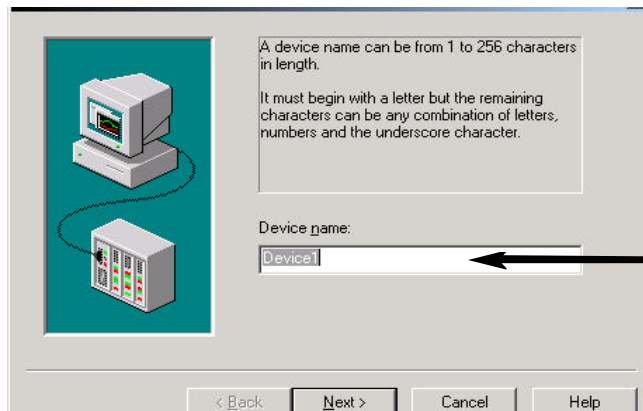 A device name can be from 1 to 256 characters
in length.
It must begin with a letter but the remaining
characters can be any combination of letters,
numbers and the underscore character.
Device name:
Device1
< Back
Next >
Cancel
Help